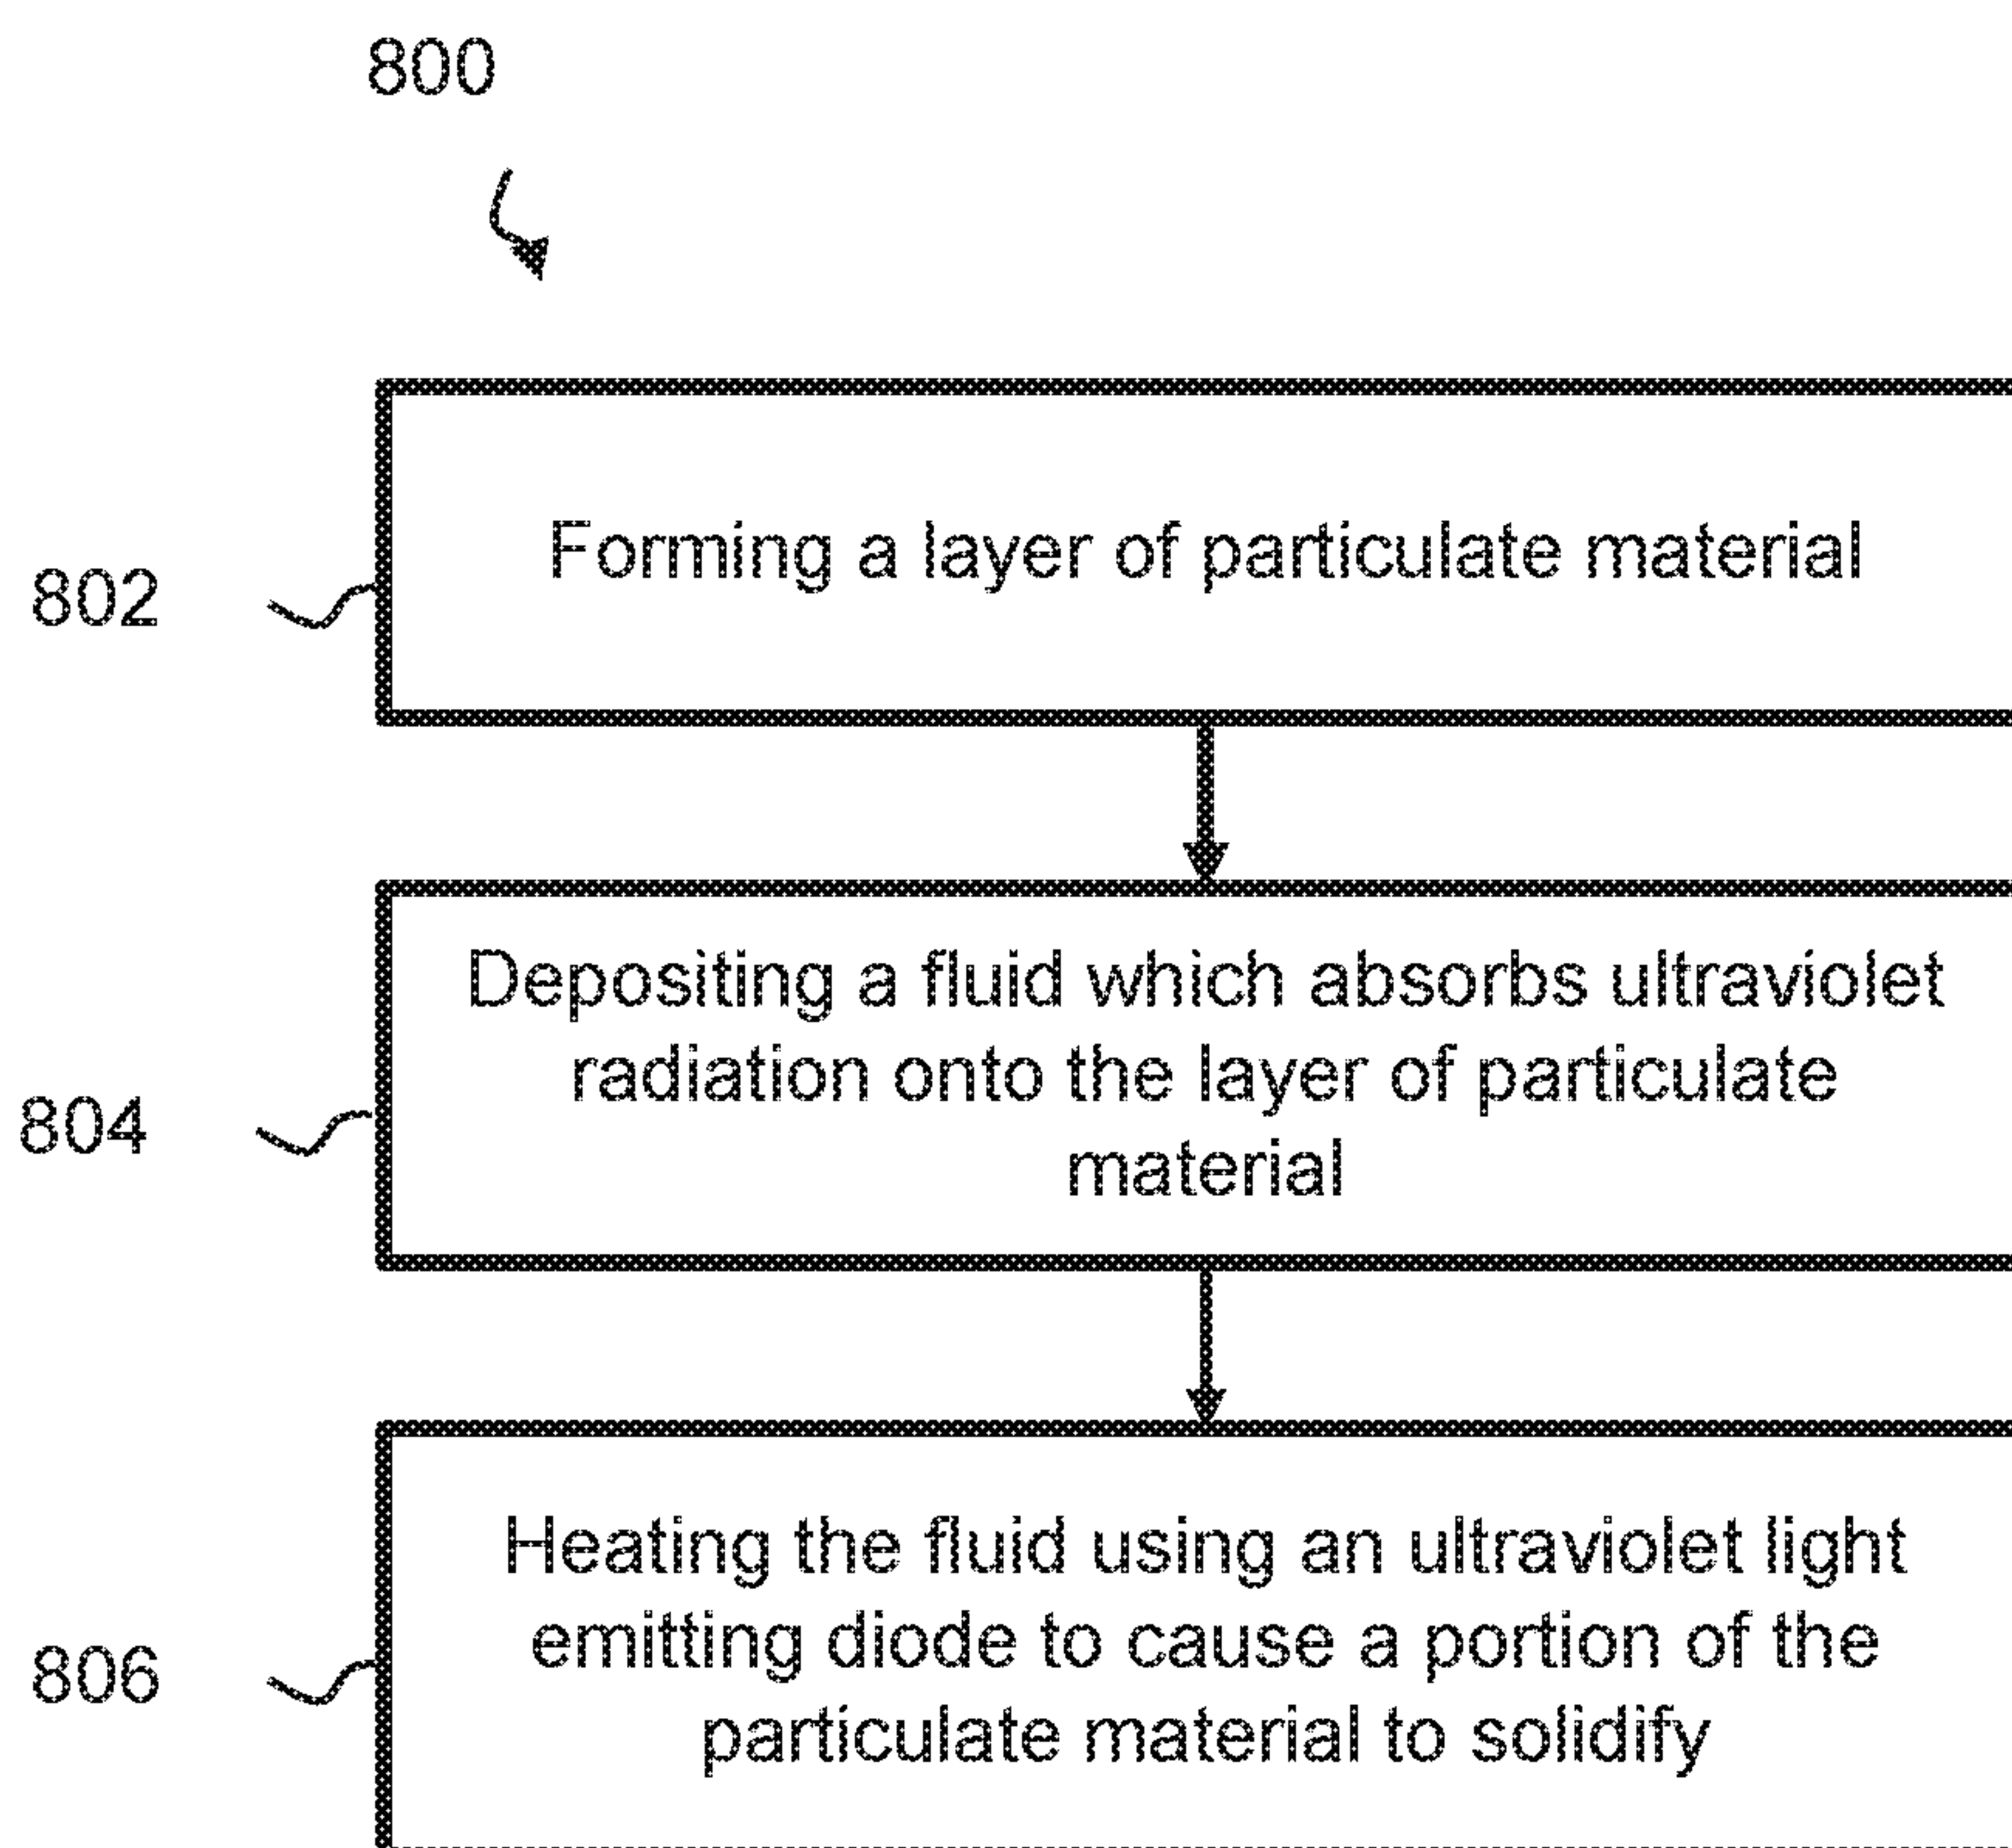 800
802
Forming a layer of particulate material
804
Depositing a fluid which absorbs ultraviolet
radiation onto the layer of particulate
material
806
Heating the fluid using an ultraviolet light
emitting diode to cause a portion of the
particulate material to solidify